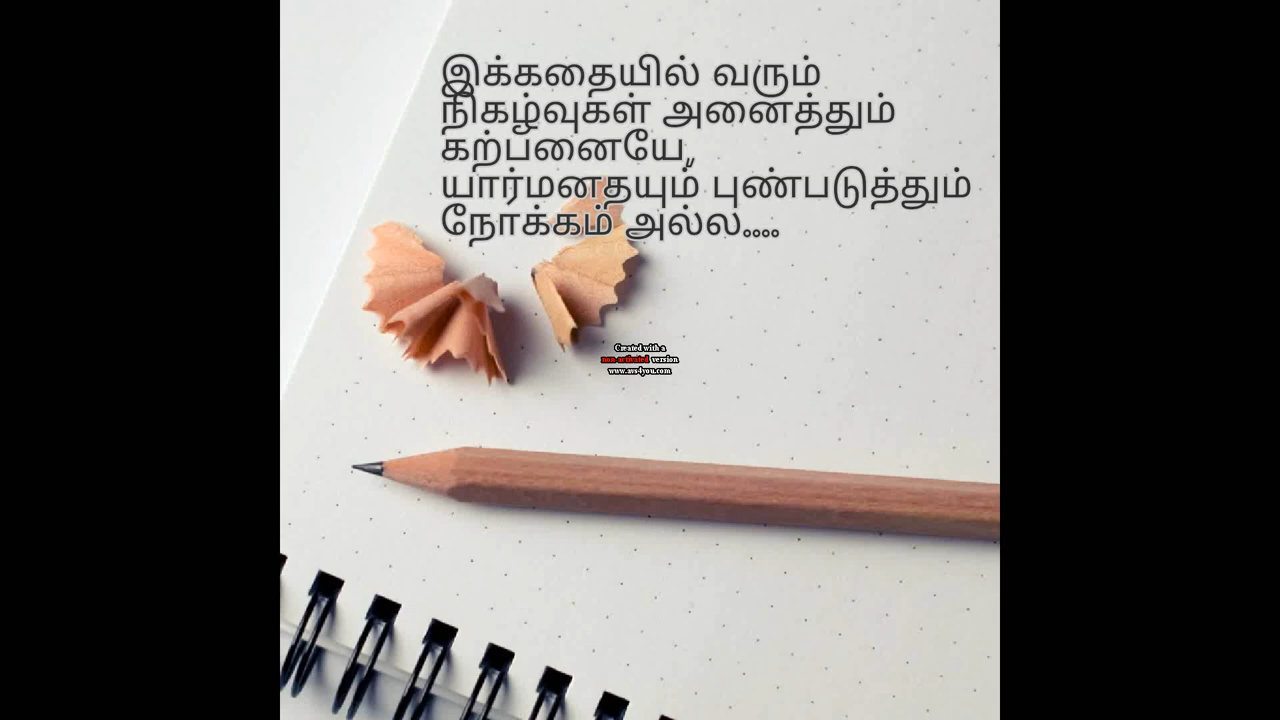 இக்கதையில் வரும்
நிகழ்வுகள் அனைத்தும்
கற்பனையே,,
யார்மனதயும் புண்படுத்தும்
நோக்கம் அல்ல....
Created with a
non-activated version
www.avs4you.com